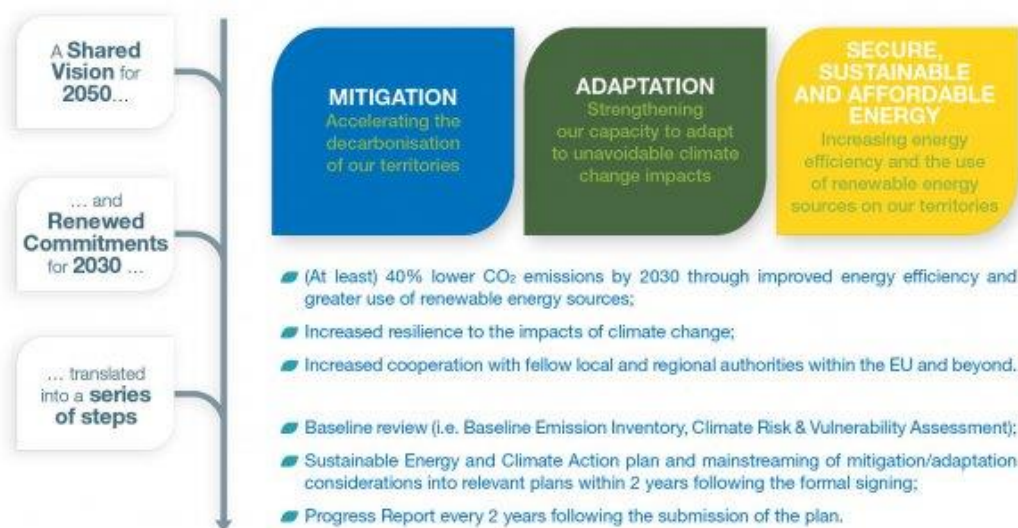 A Shared
Vision for
2050...
MITIGATION
Accelerating the
decarbonisation
of our territories
ADAPTATION
Strengthening
our capacity to adapt
to unavoidable climate
change impacts
SECURE,
SUSTAINABLE
AND AFFORDABLE
ENERGY
Increasing energy
efficiency and the use
of renewable energy
sources on our territories
... and
Renewed
Commitments
for 2030 ...
(At least) 40% lower CO₂ emissions by 2030 through improved energy efficiency and
greater use of renewable energy sources;
Increased resilience to the impacts of climate change;
Increased cooperation with fellow local and regional authorities within the EU and beyond.
... translated
into a series
of steps
Baseline review (i.e. Baseline Emission Inventory, Climate Risk & Vulnerability Assessment);
Sustainable Energy and Climate Action plan and mainstreaming of mitigation/adaptation
considerations into relevant plans within 2 years following the formal signing;
Progress Report every 2 years following the submission of the plan.